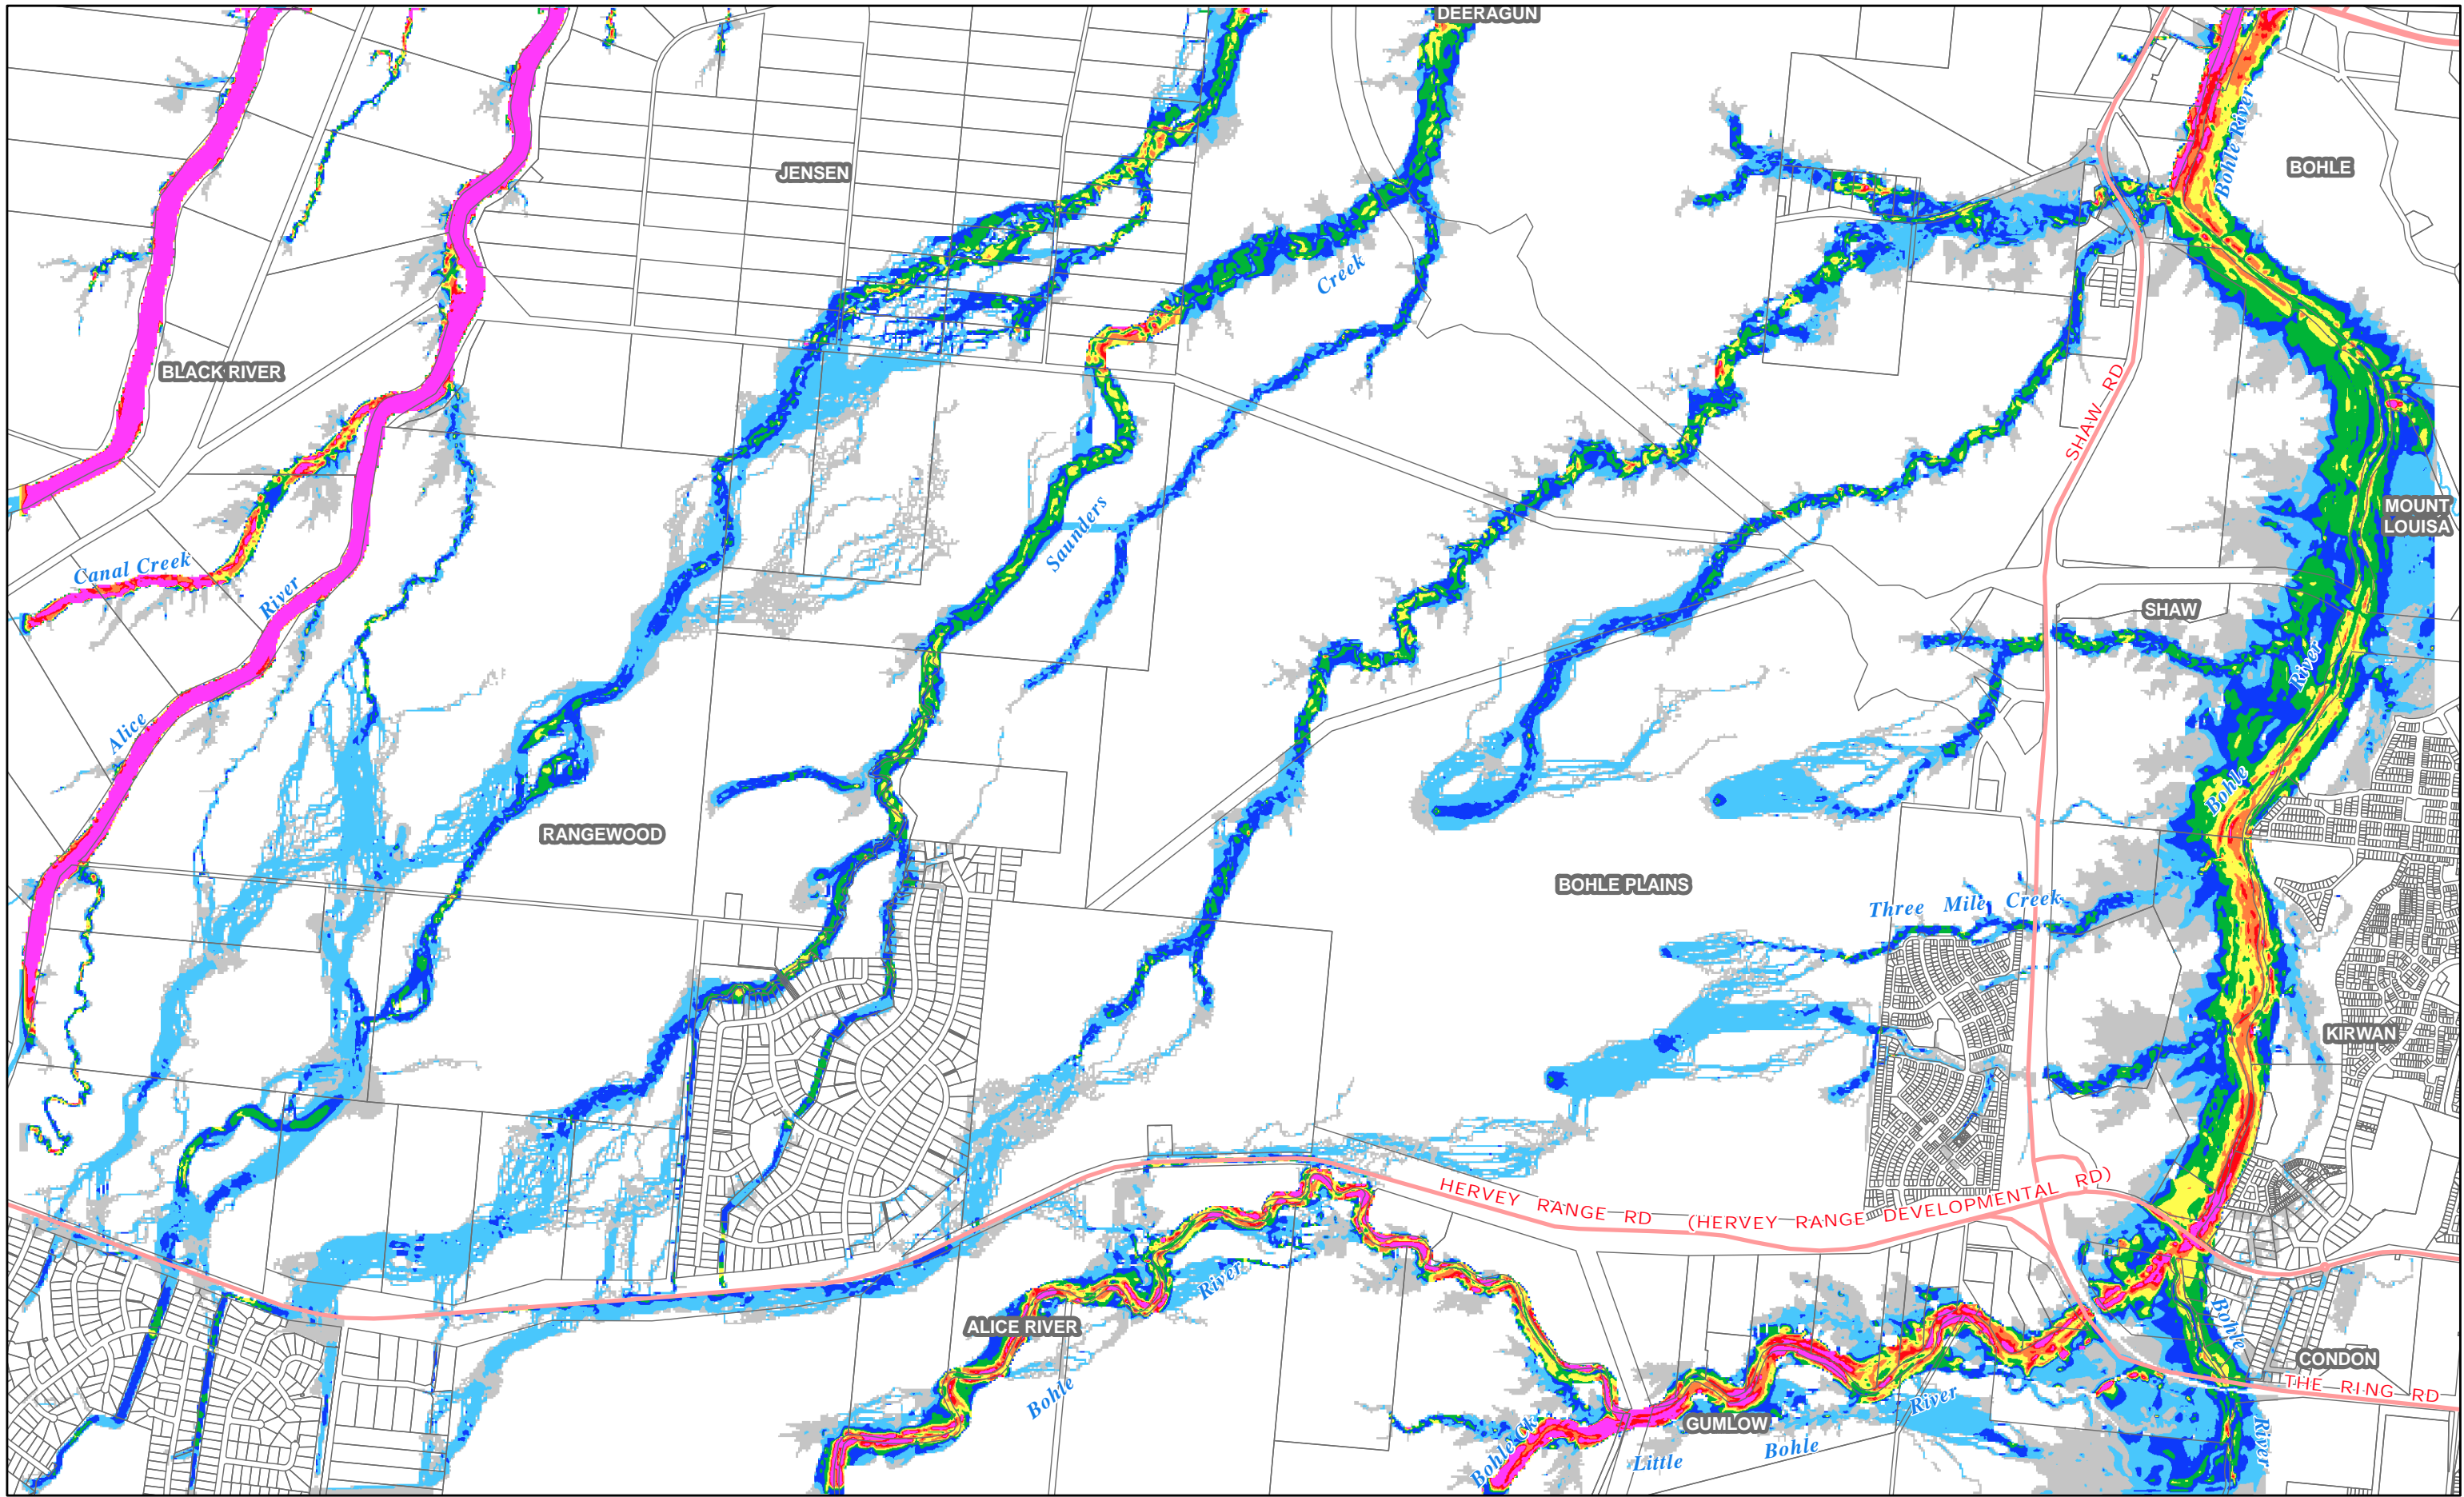 DEERAGUN
Bohle River
JENSEN
BOHLE
Creek
BLACK RIVER
SHAW RD
MOUNT
LOUISA
Saunders
Canal Creek
River
SHAW
River
Alice
Bohle
RANGEWOOD
BOHLE PLAINS
Three Mile Creek
KIRWAN
HERVEY RANGE RD (HERVEY RANGE DEVELOPMENTAL RD)
River
ALICE RIVER
Bohle
Bohle
CONDON
THE RING RD
River
GUMLOW
Bohle Ck
Little
Bohle
River